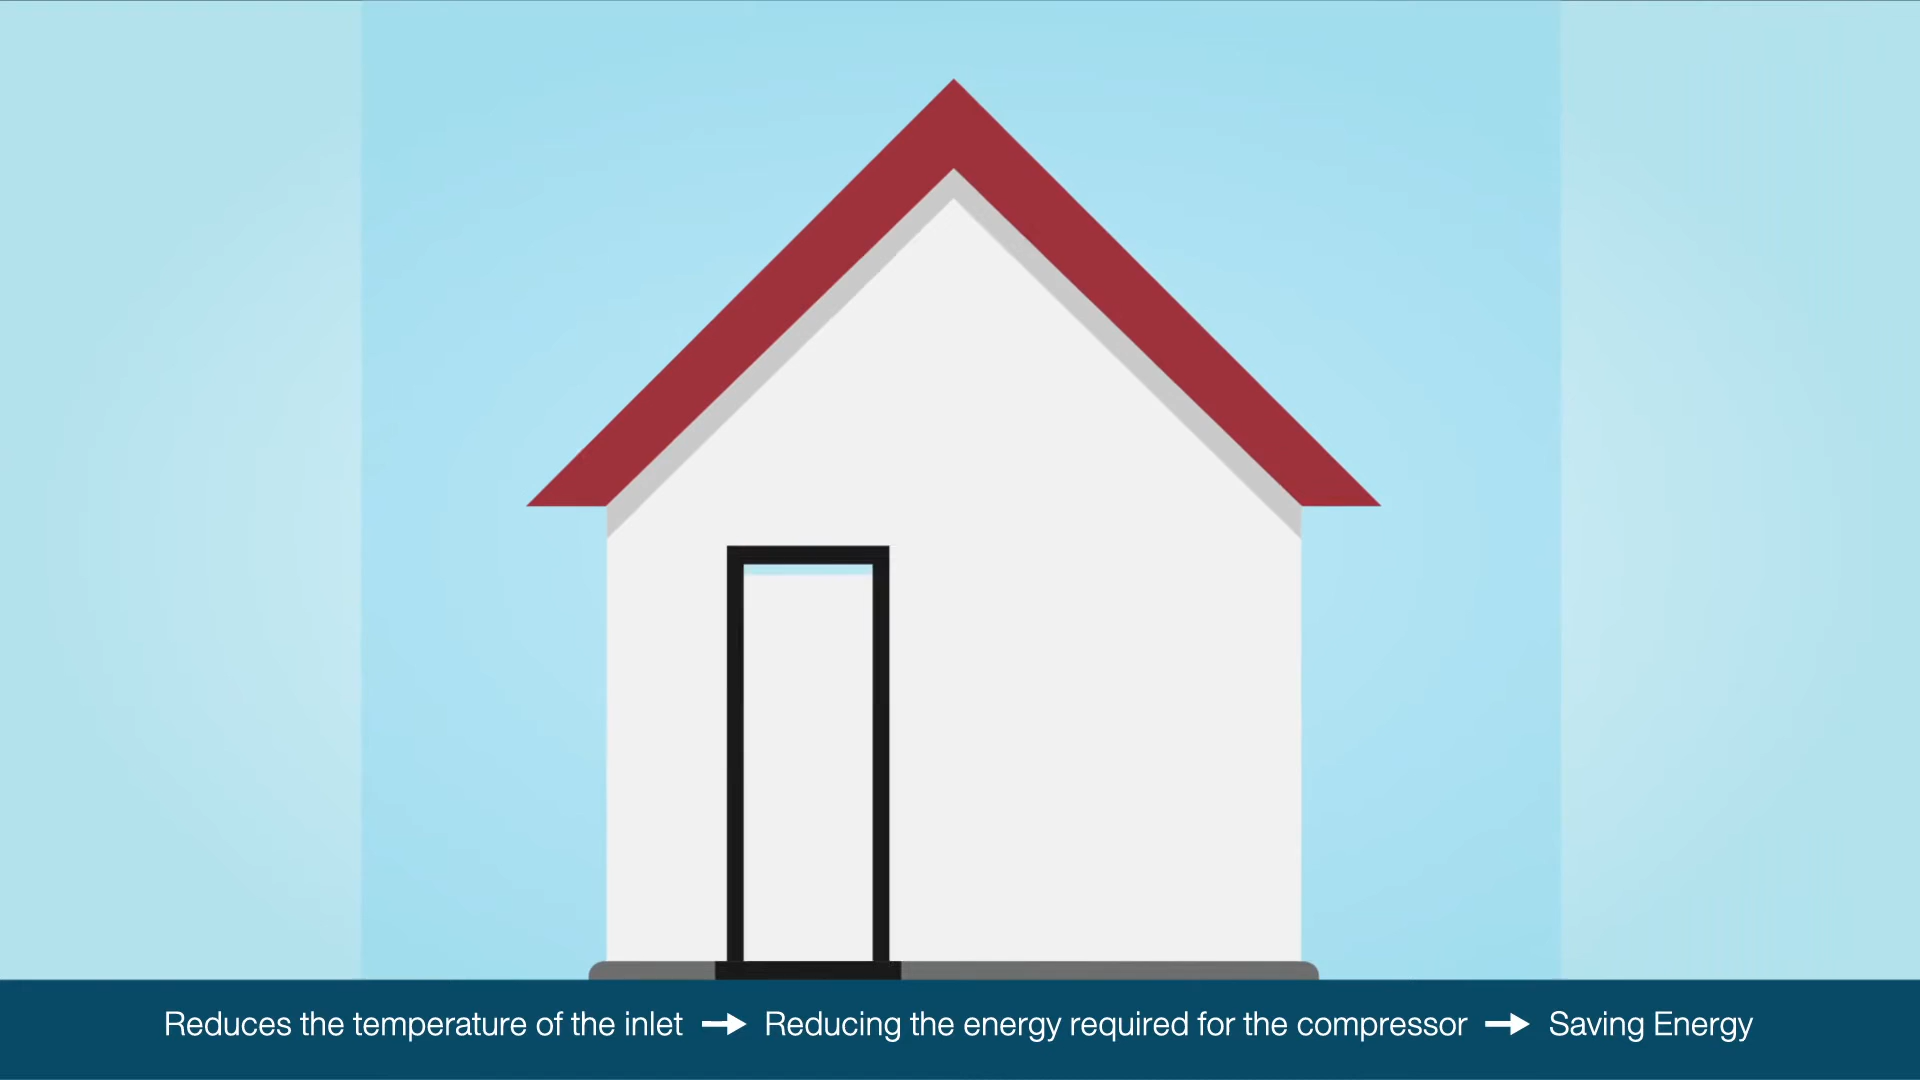 Reduces the temperature of the inlet → Reducing the energy required for the compressor → Saving Energy